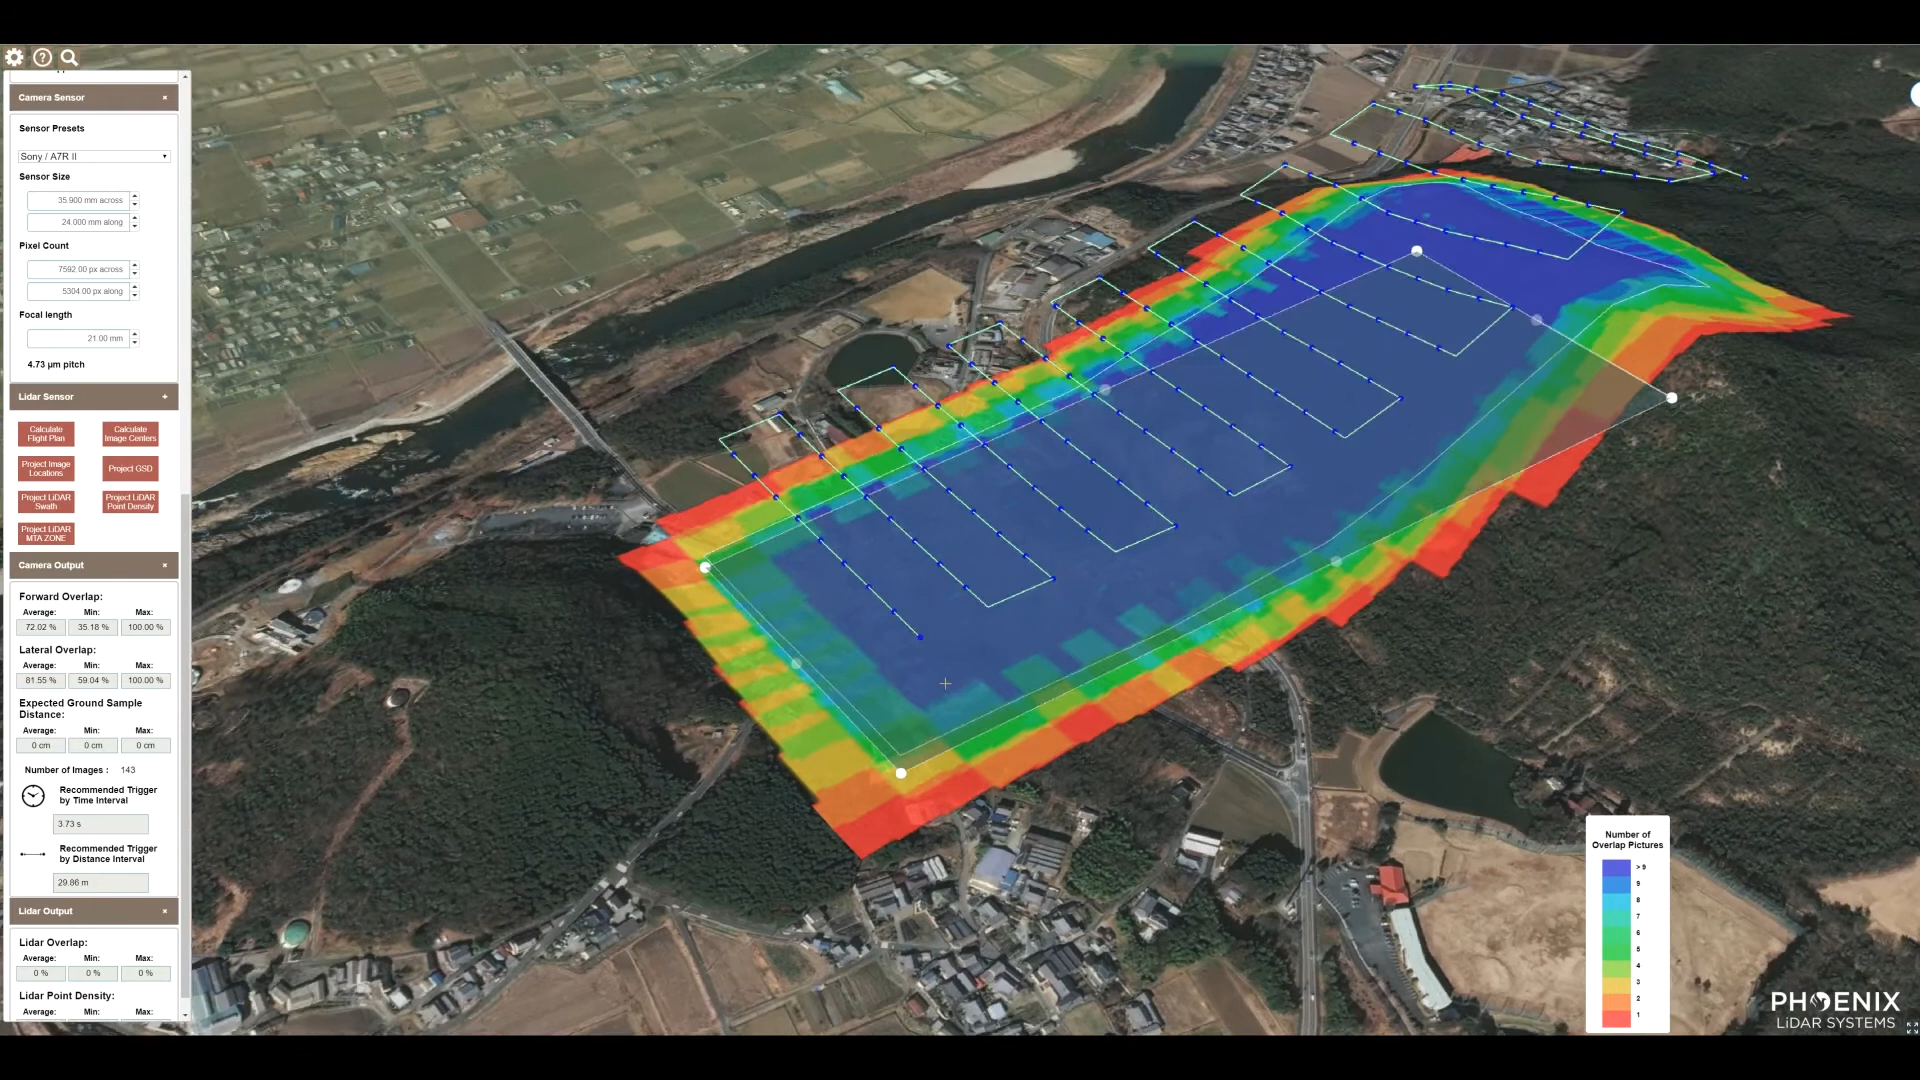 Camera Sensor ×
Sensor Presets
Sony / A7R II
Sensor Size
35.900 mm across
24.000 mm along
Pixel Count
7592.00 px across
5304.00 px along
Focal length
21.00 mm
4.73 µm pitch
Lidar Sensor +
Calculate
Flight Plan
Calculate
Image Centers
Project Image
Locations
Project GSD
Project LiDAR
Swath
Project LiDAR
Point Density
Project LiDAR
MTA ZONE
Camera Output ×
Forward Overlap:
Average: Min: Max:
72.02 % 35.18 % 100.00 %
Lateral Overlap:
Average: Min: Max:
81.55 % 59.04 % 100.00 %
Expected Ground Sample
Distance:
Average: Min: Max:
0 cm 0 cm 0 cm
Number of Images : 143
Recommended Trigger
by Time Interval
3.73 s
Recommended Trigger
by Distance Interval
29.86 m
Lidar Output ×
Lidar Overlap:
Average: Min: Max:
0 % 0 % 0 %
Lidar Point Density:
Average: Min: Max:
Number of
Overlap Pictures
> 9
9
8
7
6
5
4
3
2
1
PHOENIX
LiDAR SYSTEMS